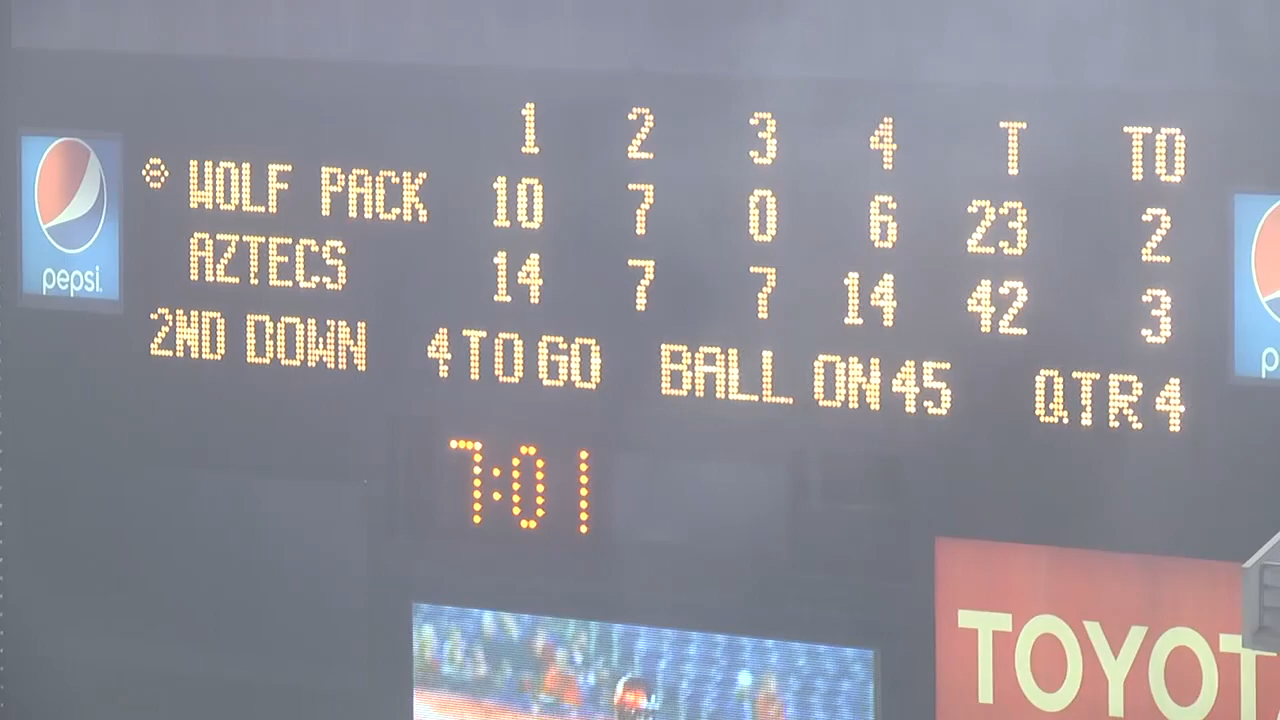 1 2 3 4 T TO
WOLF PACK 10 7 0 6 23 2
AZTECS 14 7 7 14 42 3
2ND DOWN 4 TO GO BALL ON 45 QTR 4
7:01
pepsi
p
TOYOT